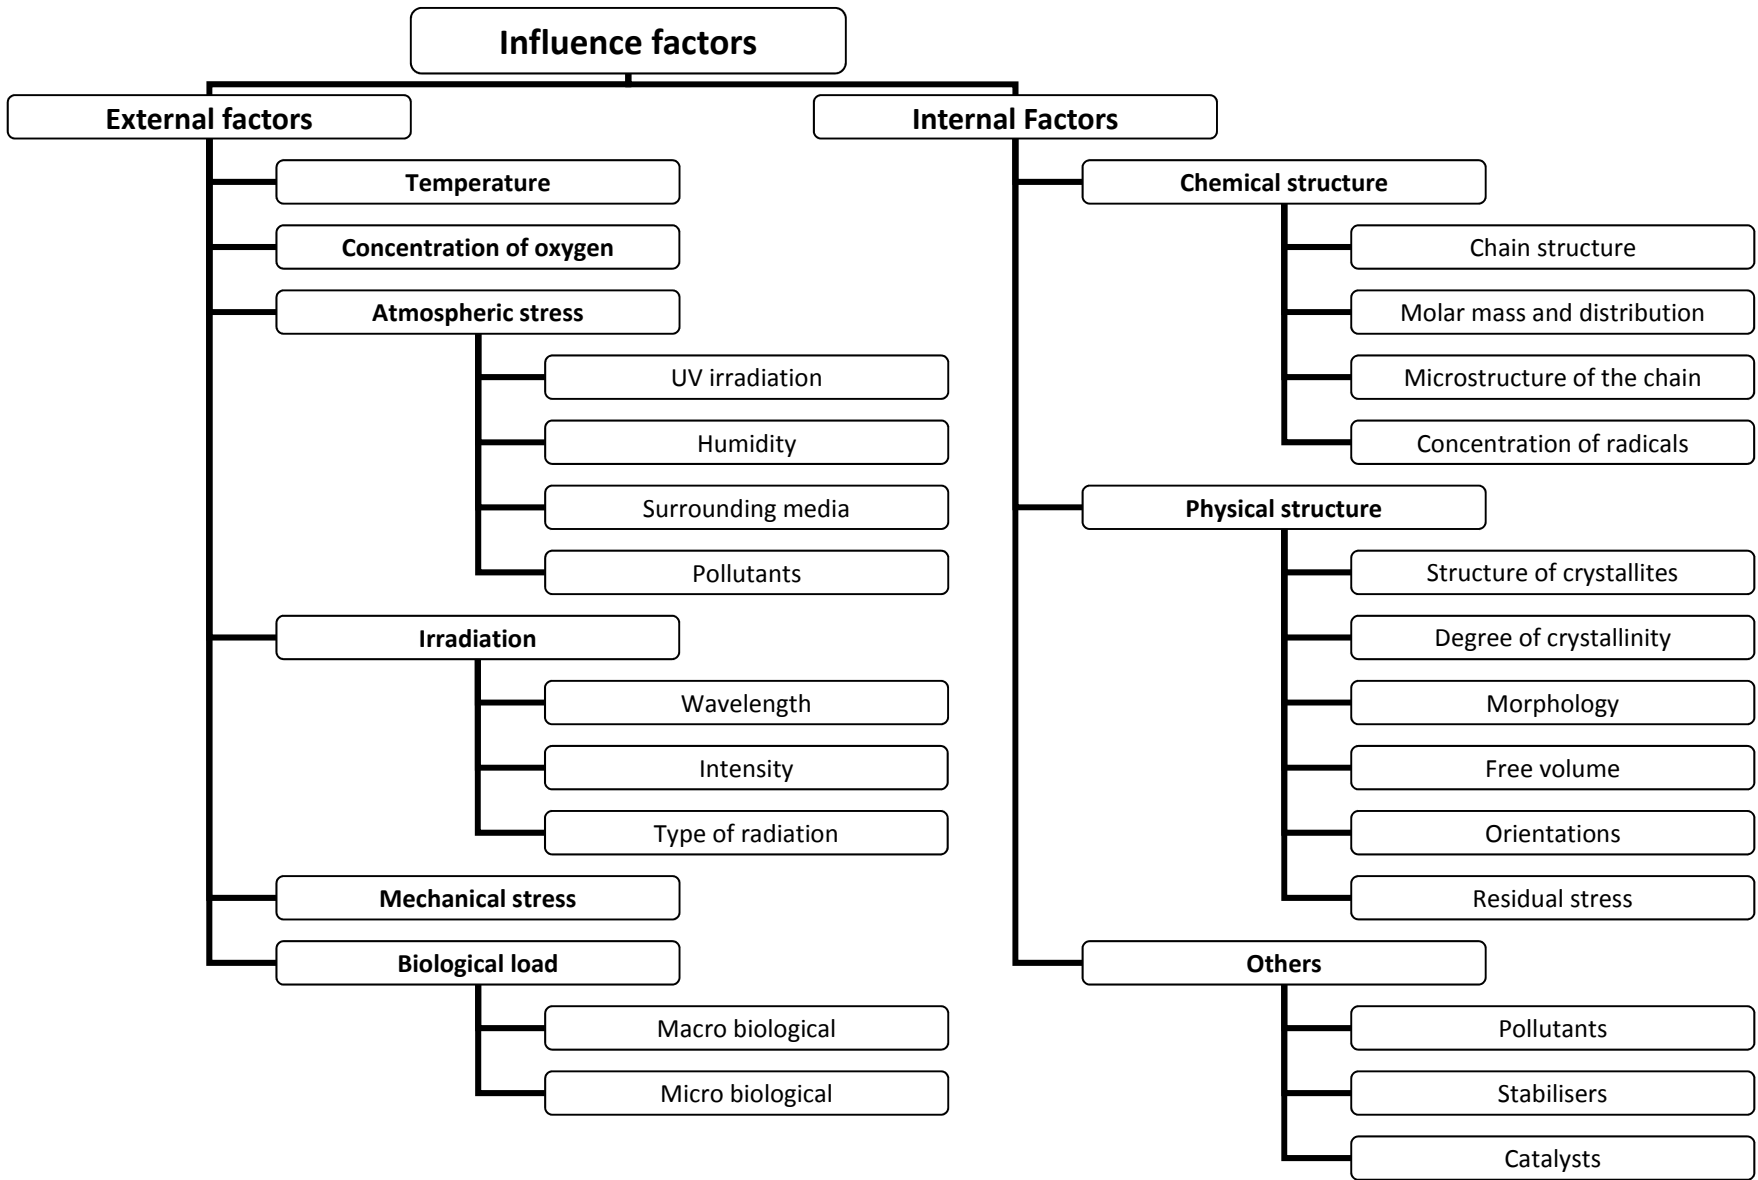 Influence factors
External factors
Temperature
Concentration of oxygen
Atmospheric stress
UV irradiation
Humidity
Surrounding media
Pollutants
Irradiation
Wavelength
Intensity
Type of radiation
Mechanical stress
Biological load
Macro biological
Micro biological
Internal Factors
Chemical structure
Chain structure
Molar mass and distribution
Microstructure of the chain
Concentration of radicals
Physical structure
Structure of crystallites
Degree of crystallinity
Morphology
Free volume
Orientations
Residual stress
Others
Pollutants
Stabilisers
Catalysts